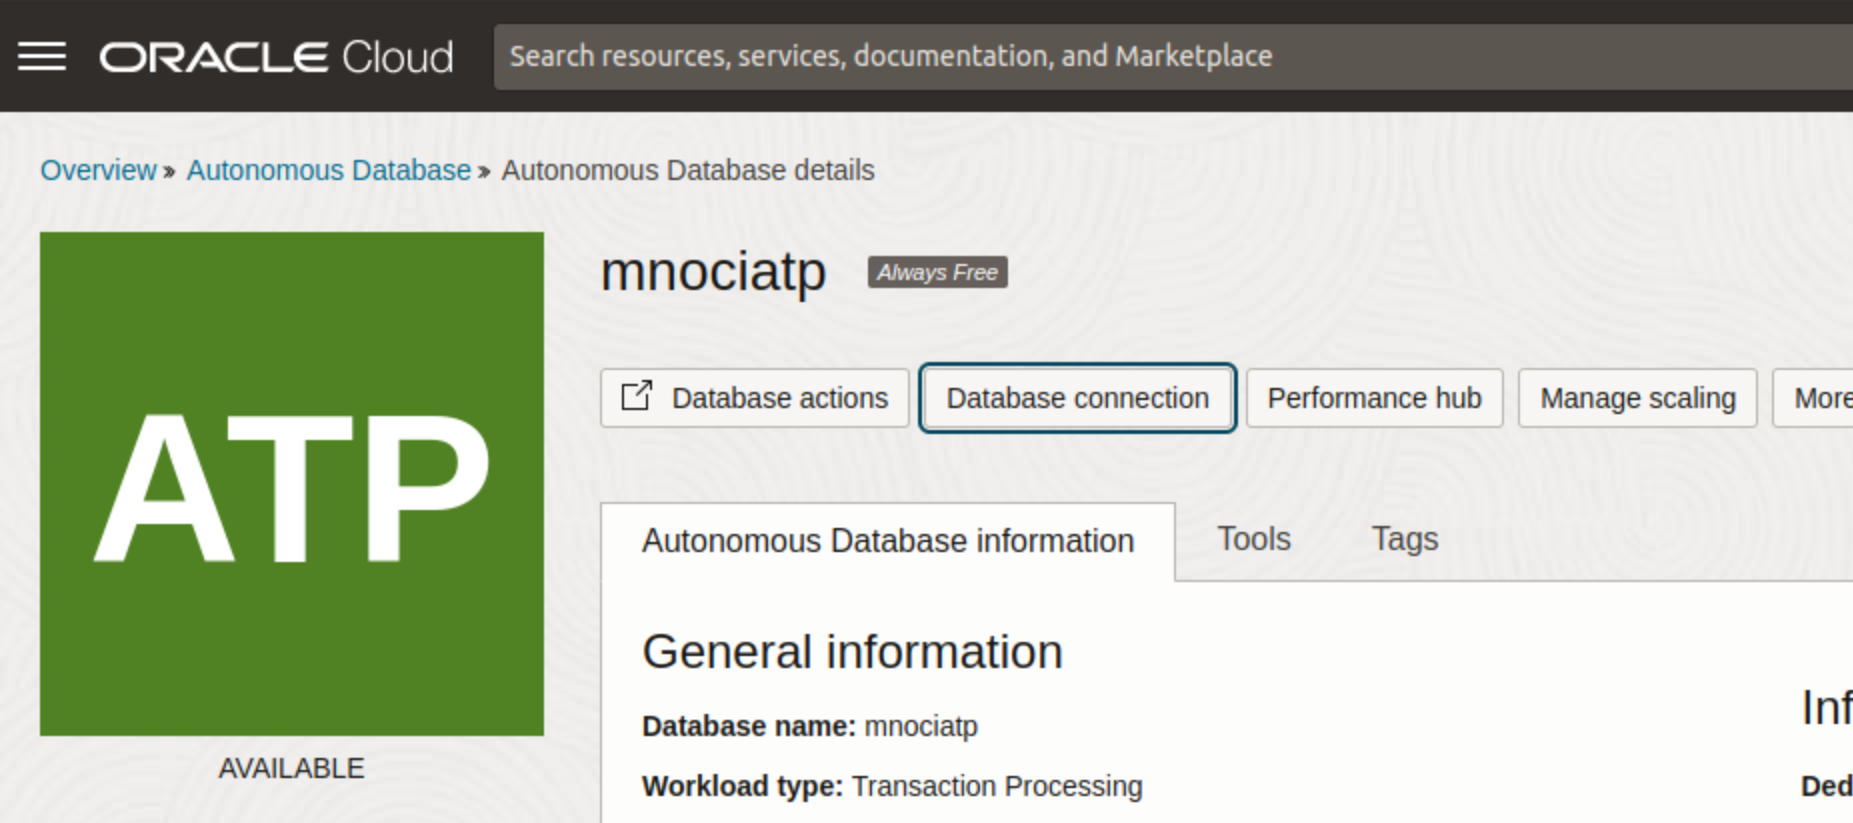 ORACLE Cloud
Search resources, services, documentation, and Marketplace
Overview » Autonomous Database » Autonomous Database details
ATP
AVAILABLE
mnociatp Always Free
Database actions Database connection Performance hub Manage scaling More
Autonomous Database information Tools Tags
General information
Database name: mnociatp
Workload type: Transaction Processing
Inf
Ded